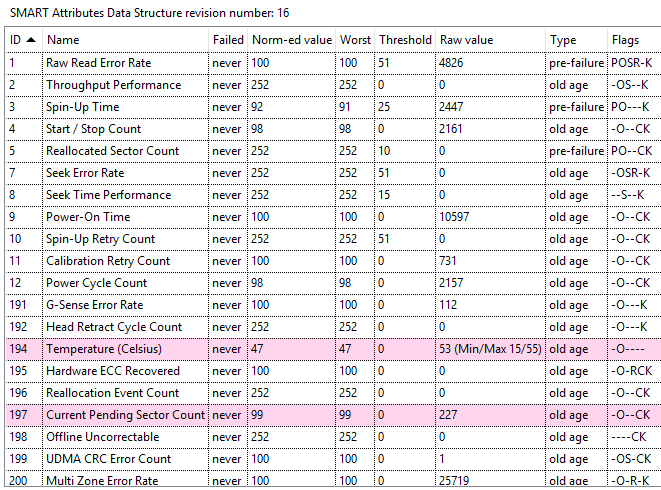 SMART Attributes Data Structure revision number: 16
ID Name Failed Norm-ed value Worst Threshold Raw value Type Flags
1 Raw Read Error Rate never 100 100 51 4826 pre-failure POSR-K
2 Throughput Performance never 252 252 0 0 old age -OS--K
3 Spin-Up Time never 92 91 25 2447 pre-failure PO---K
4 Start / Stop Count never 98 98 0 2161 old age -O--CK
5 Reallocated Sector Count never 252 252 10 0 pre-failure PO--CK
7 Seek Error Rate never 252 252 51 0 old age -OSR-K
8 Seek Time Performance never 252 252 15 0 old age --S--K
9 Power-On Time never 100 100 0 10597 old age -O--CK
10 Spin-Up Retry Count never 252 252 51 0 old age -O--CK
11 Calibration Retry Count never 100 100 0 731 old age -O--CK
12 Power Cycle Count never 98 98 0 2157 old age -O--CK
191 G-Sense Error Rate never 100 100 0 112 old age -O---K
192 Head Retract Cycle Count never 252 252 0 0 old age -O---K
194 Temperature (Celsius) never 47 47 0 53 (Min/Max 15/55) old age -O----
195 Hardware ECC Recovered never 100 100 0 0 old age -O-RCK
196 Reallocation Event Count never 252 252 0 0 old age -O--CK
197 Current Pending Sector Count never 99 99 0 227 old age -O--CK
198 Offline Uncorrectable never 252 252 0 0 old age ----CK
199 UDMA CRC Error Count never 100 100 0 1 old age -OS-CK
200 Multi Zone Error Rate never 100 100 0 25719 old age -O-R-K